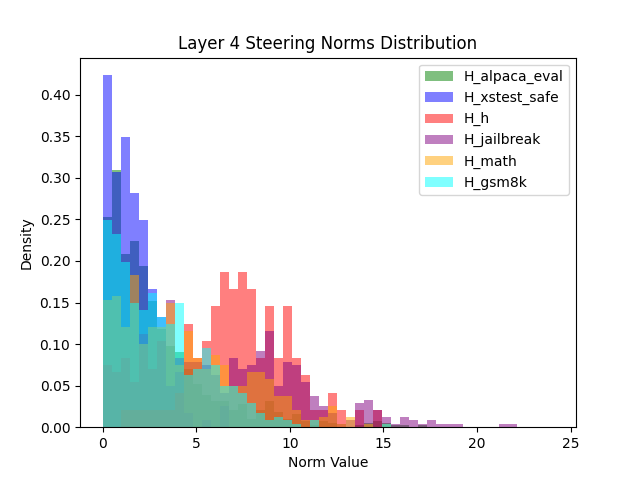 Layer 4 Steering Norms Distribution
H_alpaca_eval
H_xstest_safe
H_h
H_jailbreak
H_math
H_gsm8k
0.40
0.35
0.30
0.25
0.20
0.15
0.10
0.05
0.00
Density
0
5
10
15
20
25
Norm Value